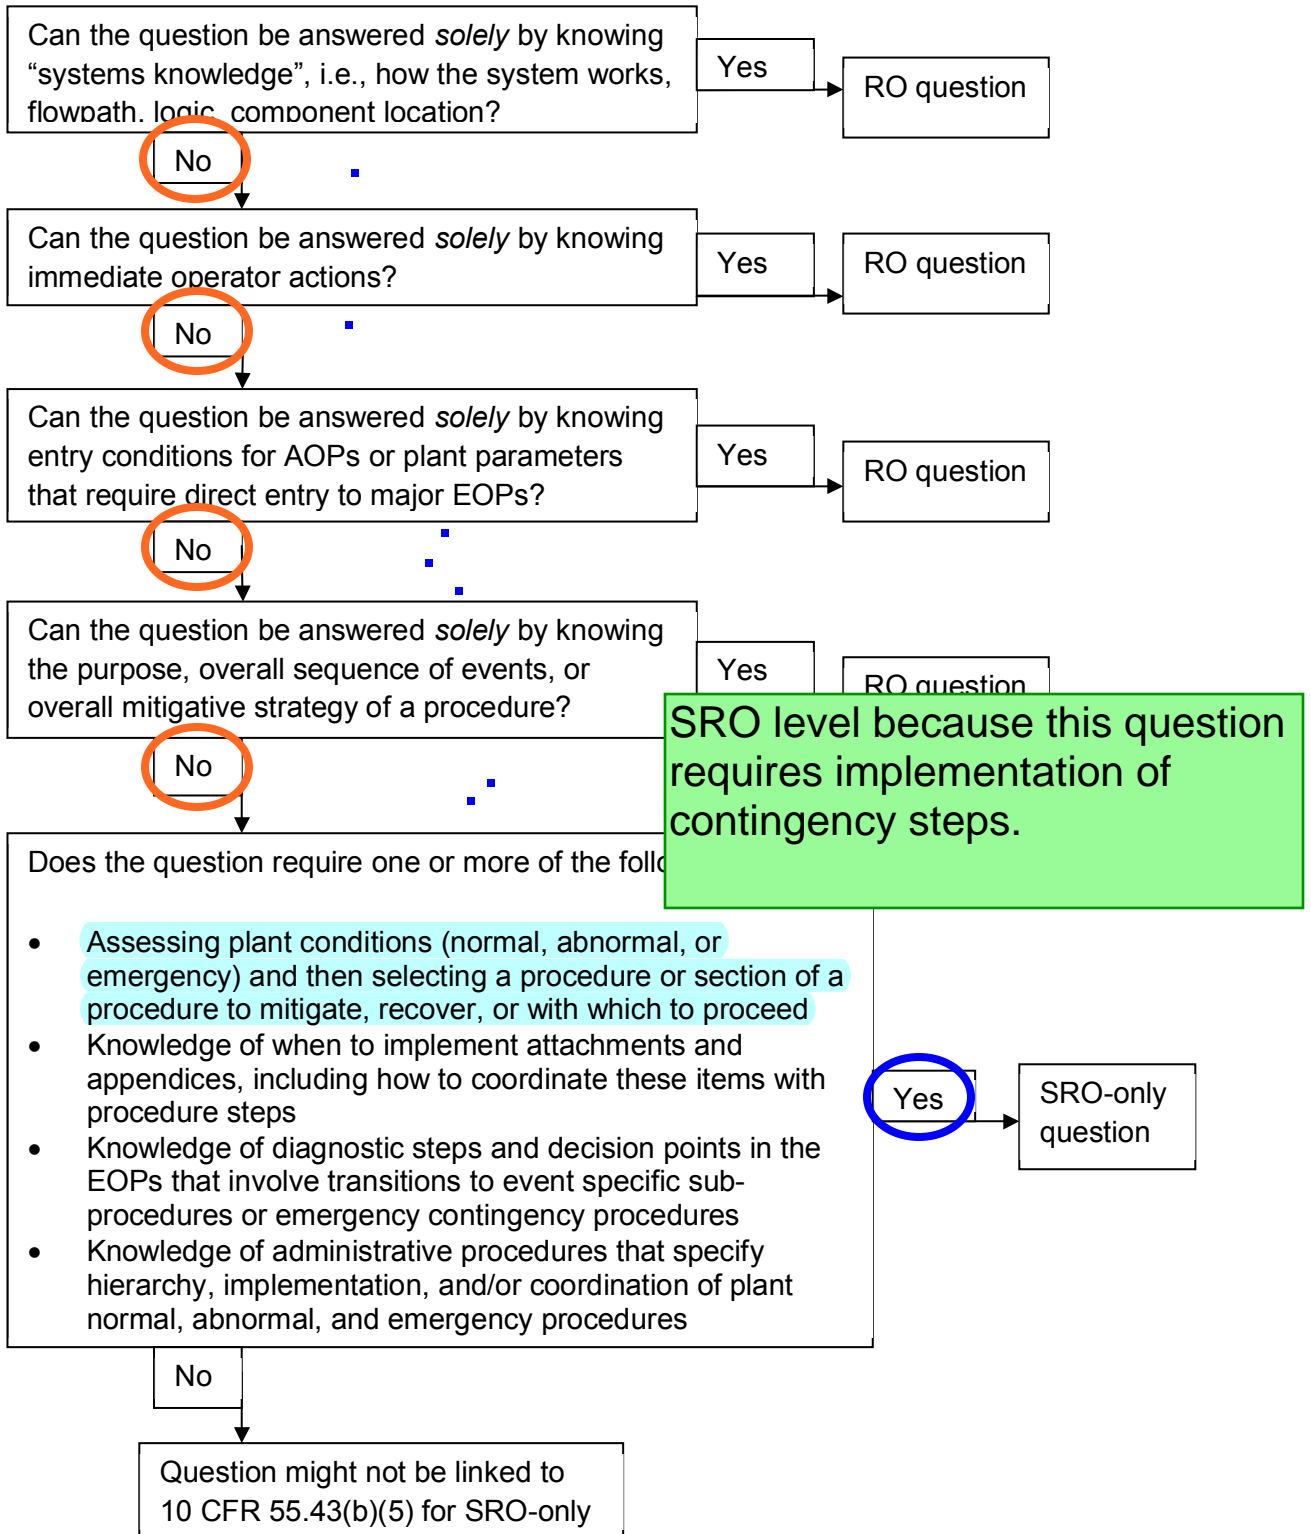 Can the question be answered solely by knowing
“systems knowledge”, i.e., how the system works,
flowpath, logic, component location?
Yes
RO question
No
Can the question be answered solely by knowing
immediate operator actions?
Yes
RO question
No
Can the question be answered solely by knowing
entry conditions for AOPs or plant parameters
that require direct entry to major EOPs?
Yes
RO question
No
Can the question be answered solely by knowing
the purpose, overall sequence of events, or
overall mitigative strategy of a procedure?
Yes
RO question
SRO level because this question
requires implementation of
contingency steps.
No
Does the question require one or more of the
• Assessing plant conditions (normal, abnormal, or
emergency) and then selecting a procedure or section of a
procedure to mitigate, recover, or with which to proceed
• Knowledge of when to implement attachments and
appendices, including how to coordinate these items with
procedure steps
• Knowledge of diagnostic steps and decision points in the
EOPs that involve transitions to event specific sub-
procedures or emergency contingency procedures
• Knowledge of administrative procedures that specify
hierarchy, implementation, and/or coordination of plant
normal, abnormal, and emergency procedures
Yes
SRO-only
question
No
Question might not be linked to
10 CFR 55.43(b)(5) for SRO-only